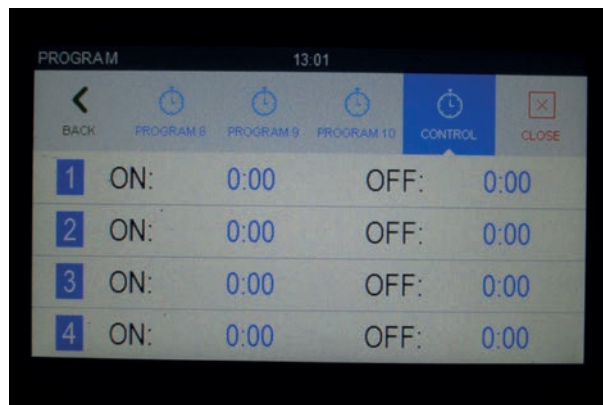 PROGRAM 13:01
BACK PROGRAM 8 PROGRAM 9 PROGRAM 10 CONTROL CLOSE
1 ON: 0:00 OFF: 0:00
2 ON: 0:00 OFF: 0:00
3 ON: 0:00 OFF: 0:00
4 ON: 0:00 OFF: 0:00